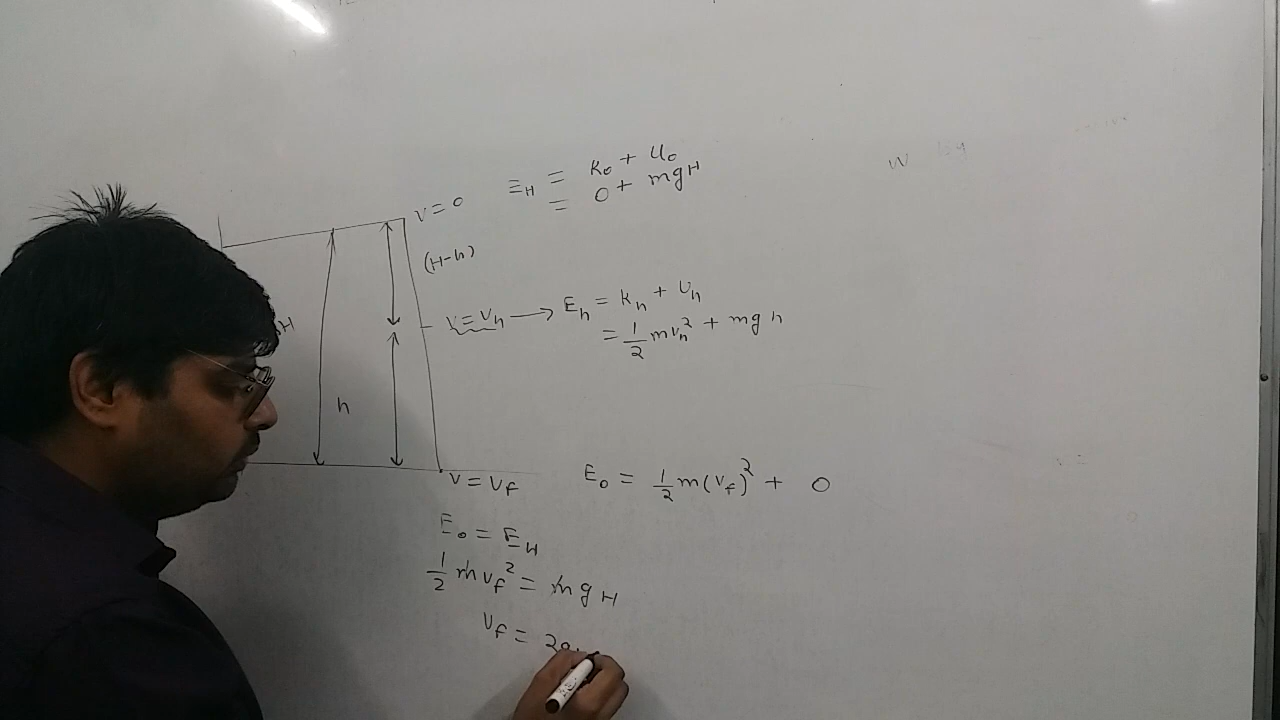 E_H = K_0 + U_0
= 0 + mgH
V = 0
(H-h)
H
V = V_h → E_h = K_h + U_h
= 1/2 mv_h^2 + mgh
h
V = V_f
E_0 = 1/2 m(V_f)^2 + 0
E_0 = E_H
1/2 mv_f^2 = mgH
V_f = 2g